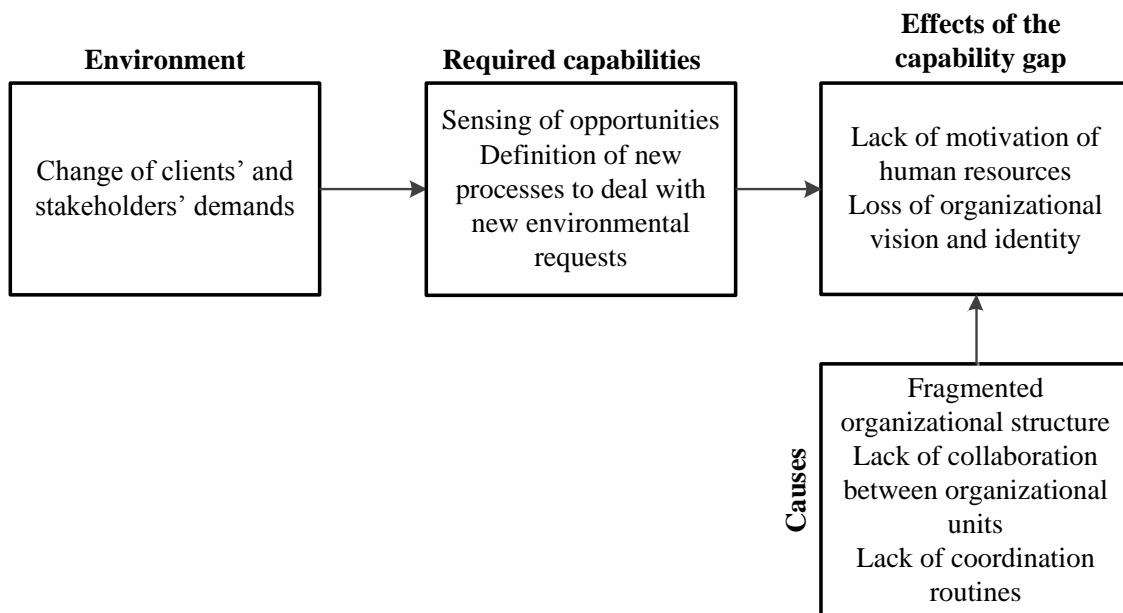 Environment
Change of clients’ and
stakeholders’ demands
Required capabilities
Sensing of opportunities
Definition of new
processes to deal with
new environmental
requests
Effects of the
capability gap
Lack of motivation of
human resources
Loss of organizational
vision and identity
Causes
Fragmented
organizational structure
Lack of collaboration
between organizational
units
Lack of coordination
routines